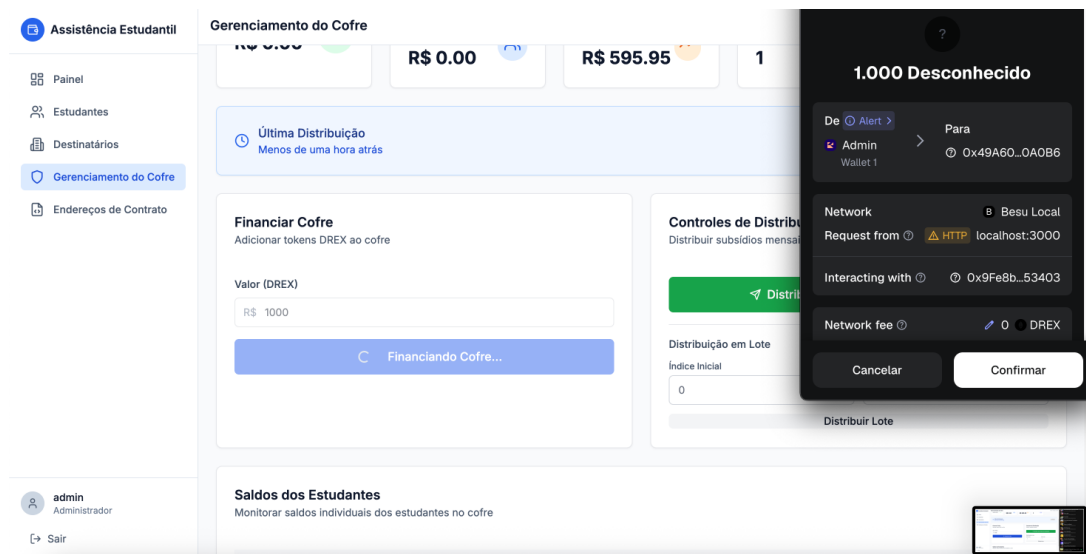 Assistência Estudantil
Painel
Estudantes
Destinatários
Gerenciamento do Cofre
Endereços de Contrato
admin
Administrador
Sair
Gerenciamento do Cofre
R$ 0.00
R$ 595.95
1
Última Distribuição
Menos de uma hora atrás
Financiar Cofre
Adicionar tokens DREX ao cofre
Valor (DREX)
R$ 1000
Financiando Cofre...
Controles de Distribu
Distribuir subsídios mensai
Distrib
Distribuição em Lote
Índice Inicial
0
Distribuir Lote
Saldos dos Estudantes
Monitorar saldos individuais dos estudantes no cofre
?
1.000 Desconhecido
De Alert >
Admin
Wallet 1
Para
0x49A60...0A0B6
Network B Besu Local
Request from HTTP localhost:3000
Interacting with 0x9Fe8b...53403
Network fee 0 DREX
Cancelar
Confirmar